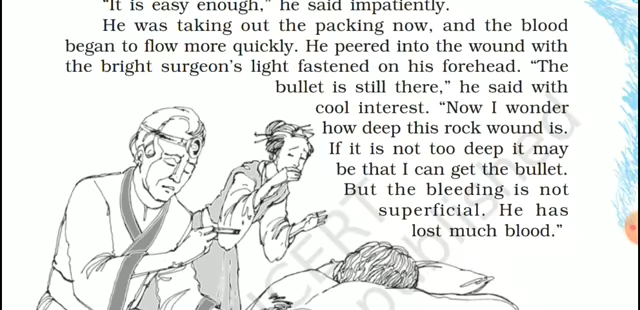 "It is easy enough," he said impatiently.
He was taking out the packing now, and the blood
began to flow more quickly. He peered into the wound with
the bright surgeon's light fastened on his forehead. "The
bullet is still there," he said with
cool interest. "Now I wonder
how deep this rock wound is.
If it is not too deep it may
be that I can get the bullet.
But the bleeding is not
superficial. He has
lost much blood."